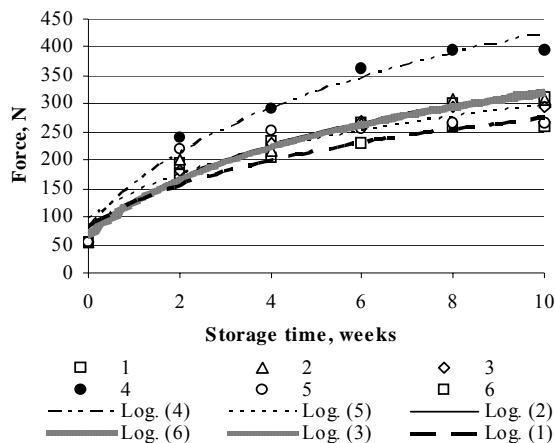 450
400
350
300
250
200
150
100
50
0
Force, N
0 2 4 6 8 10
Storage time, weeks
1 2 3
4 5 6
Log. (4) Log. (5) Log. (2)
Log. (6) Log. (3) Log. (1)